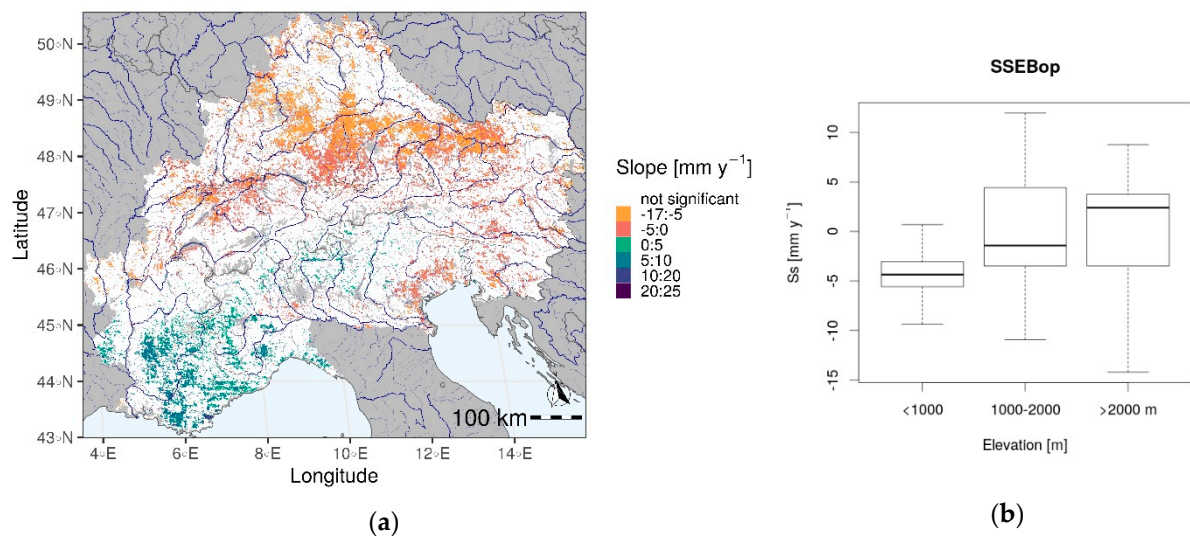 50°N
49°N
48°N
47°N
46°N
45°N
44°N
43°N
Latitude
4°E
6°E
8°E
10°E
12°E
14°E
Longitude
100 km
Slope [mm y⁻¹]
not significant
-17:-5
-5:0
0:5
5:10
10:20
20:25
(a)
SSEBop
10
5
0
-5
-10
-15
Ss [mm y⁻¹]
<1000
1000-2000
>2000 m
Elevation [m]
(b)